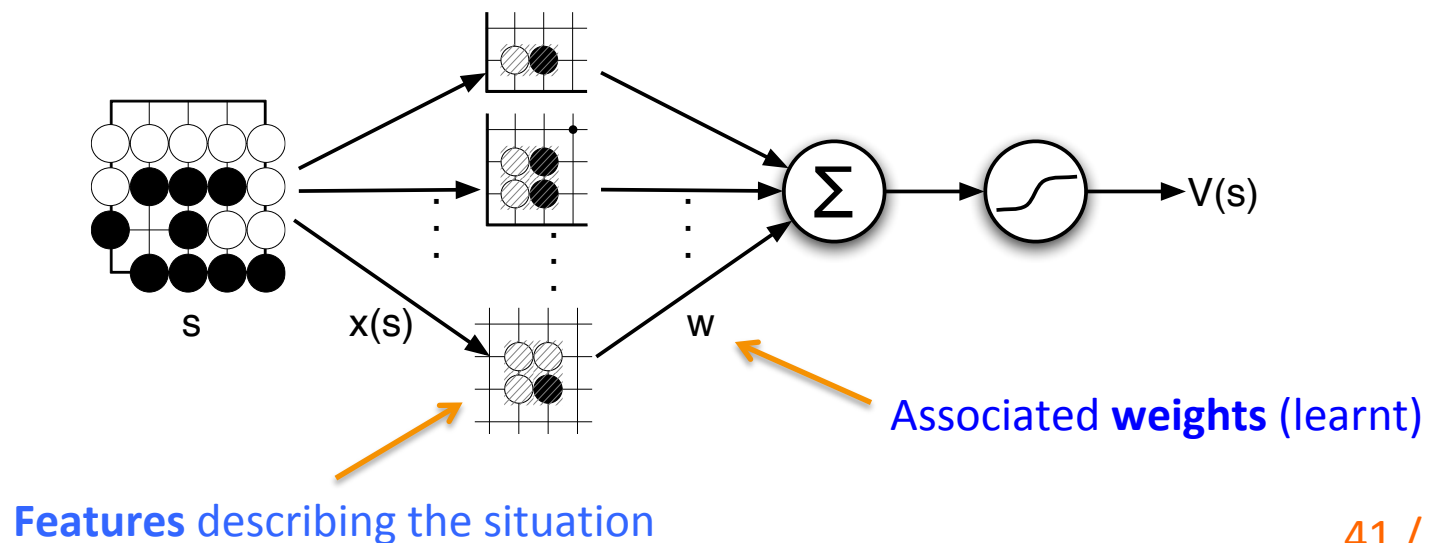 s
x(s)
w
Σ
V(s)
Associated weights (learnt)
Features describing the situation
41 /